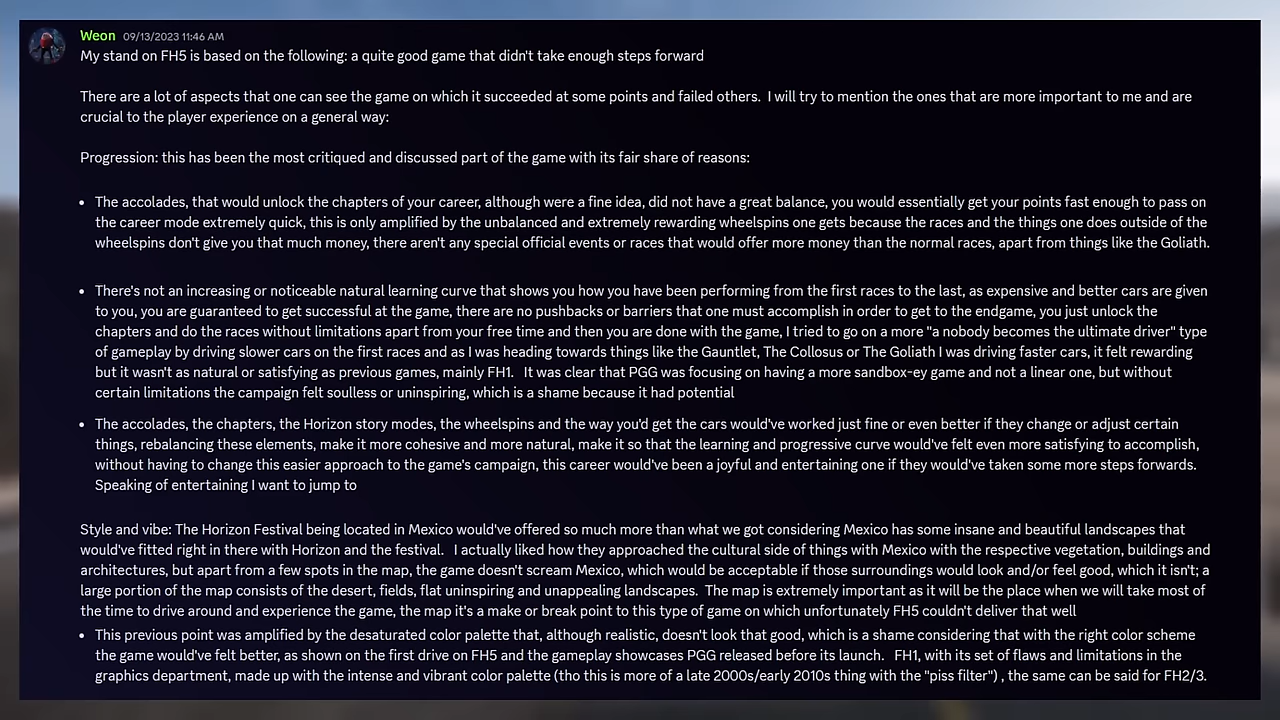 Weon 09/13/2023 11:46 AM
My stand on FH5 is based on the following: a quite good game that didn't take enough steps forward
There are a lot of aspects that one can see the game on which it succeeded at some points and failed others.  I will try to mention the ones that are more important to me and are
crucial to the player experience on a general way:
Progression: this has been the most critiqued and discussed part of the game with its fair share of reasons:
• The accolades, that would unlock the chapters of your career, although were a fine idea, did not have a great balance, you would essentially get your points fast enough to pass on
the career mode extremely quick, this is only amplified by the unbalanced and extremely rewarding wheelspins one gets because the races and the things one does outside of the
wheelspins don't give you that much money, there aren't any special official events or races that would offer more money than the normal races, apart from things like the Goliath.
• There's not an increasing or noticeable natural learning curve that shows you how you have been performing from the first races to the last, as expensive and better cars are given
to you, you are guaranteed to get successful at the game, there are no pushbacks or barriers that one must accomplish in order to get to the endgame, you just unlock the
chapters and do the races without limitations apart from your free time and then you are done with the game, I tried to go on a more "a nobody becomes the ultimate driver" type
of gameplay by driving slower cars on the first races and as I was heading towards things like the Gauntlet, The Collosus or The Goliath I was driving faster cars, it felt rewarding
but it wasn't as natural or satisfying as previous games, mainly FH1.   It was clear that PGG was focusing on having a more sandbox-ey game and not a linear one, but without
certain limitations the campaign felt soulless or uninspiring, which is a shame because it had potential
• The accolades, the chapters, the Horizon story modes, the wheelspins and the way you'd get the cars would've worked just fine or even better if they change or adjust certain
things, rebalancing these elements, make it more cohesive and more natural, make it so that the learning and progressive curve would've felt even more satisfying to accomplish,
without having to change this easier approach to the game's campaign, this career would've been a joyful and entertaining one if they would've taken some more steps forwards.
Speaking of entertaining I want to jump to
Style and vibe: The Horizon Festival being located in Mexico would've offered so much more than what we got considering Mexico has some insane and beautiful landscapes that
would've fitted right in there with Horizon and the festival.   I actually liked how they approached the cultural side of things with Mexico with the respective vegetation, buildings and
architectures, but apart from a few spots in the map, the game doesn't scream Mexico, which would be acceptable if those surroundings would look and/or feel good, which it isn't; a
large portion of the map consists of the desert, fields, flat uninspiring and unappealing landscapes.  The map is extremely important as it will be the place when we will take most of
the time to drive around and experience the game, the map it's a make or break point to this type of game on which unfortunately FH5 couldn't deliver that well
• This previous point was amplified by the desaturated color palette that, although realistic, doesn't look that good, which is a shame considering that with the right color scheme
the game would've felt better, as shown on the first drive on FH5 and the gameplay showcases PGG released before its launch.   FH1, with its set of flaws and limitations in the
graphics department, made up with the intense and vibrant color palette (tho this is more of a late 2000s/early 2010s thing with the "piss filter") , the same can be said for FH2/3.